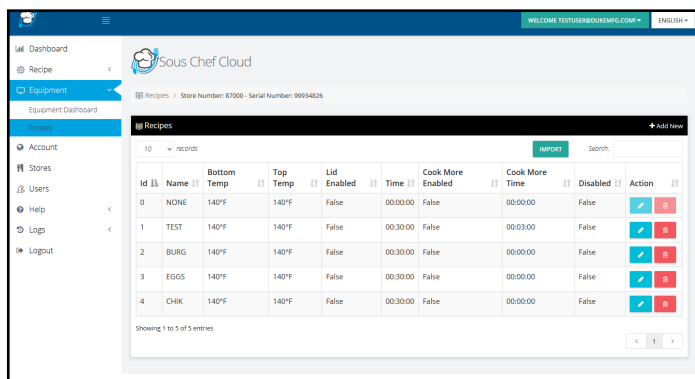 WELCOME TESTUSER@DUKEMFG.COM!
ENGLISH
Dashboard
Recipe
Equipment
Equipment Dashboard
Recipes
Account
Stores
Users
Help
Logs
Logout
Sous Chef Cloud
Recipes > Store Number: 87000 - Serial Number: 99934826
Recipes
+ Add New
10 records
IMPORT
Search:
Id Name Bottom Temp Top Temp Lid Enabled Time Cook More Enabled Cook More Time Disabled Action
0 NONE 140°F 140°F False 00:00:00 False 00:00:00 False
1 TEST 140°F 140°F False 00:30:00 False 00:03:00 False
2 BURG 140°F 140°F False 00:30:00 False 00:00:00 False
3 EGGS 140°F 140°F False 00:30:00 False 00:00:00 False
4 CHIK 140°F 140°F False 00:30:00 False 00:00:00 False
Showing 1 to 5 of 5 entries
< 1 >